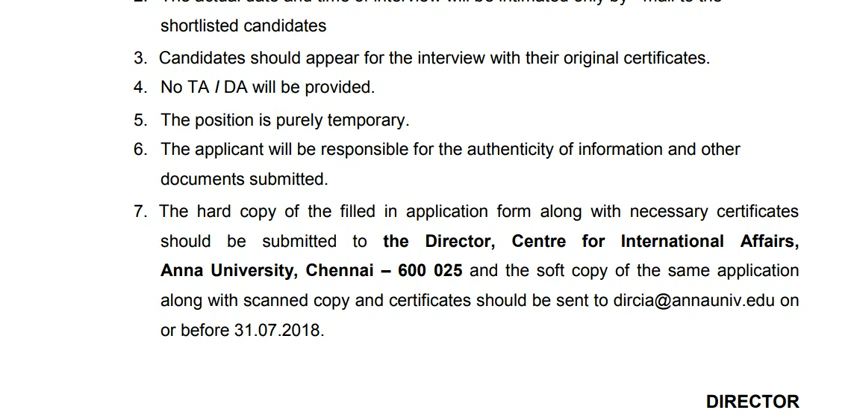 shortlisted candidates
3. Candidates should appear for the interview with their original certificates.
4. No TA / DA will be provided.
5. The position is purely temporary.
6. The applicant will be responsible for the authenticity of information and other
documents submitted.
7. The hard copy of the filled in application form along with necessary certificates
should be submitted to the Director, Centre for International Affairs,
Anna University, Chennai – 600 025 and the soft copy of the same application
along with scanned copy and certificates should be sent to dircia@annauniv.edu on
or before 31.07.2018.
DIRECTOR